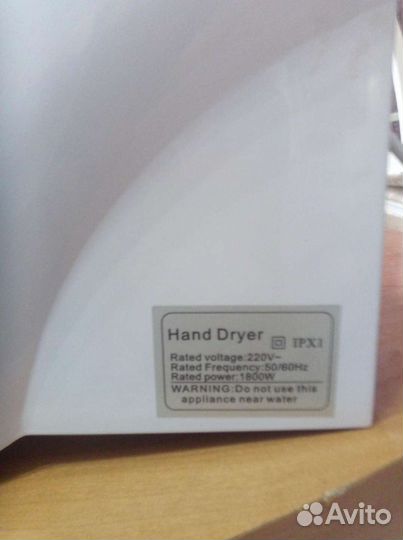 Hand Dryer IPX1
Rated voltage:220V~
Rated Frequency:50/60Hz
Rated power:1800W
WARNING:Do not use this
appliance near water
Avito